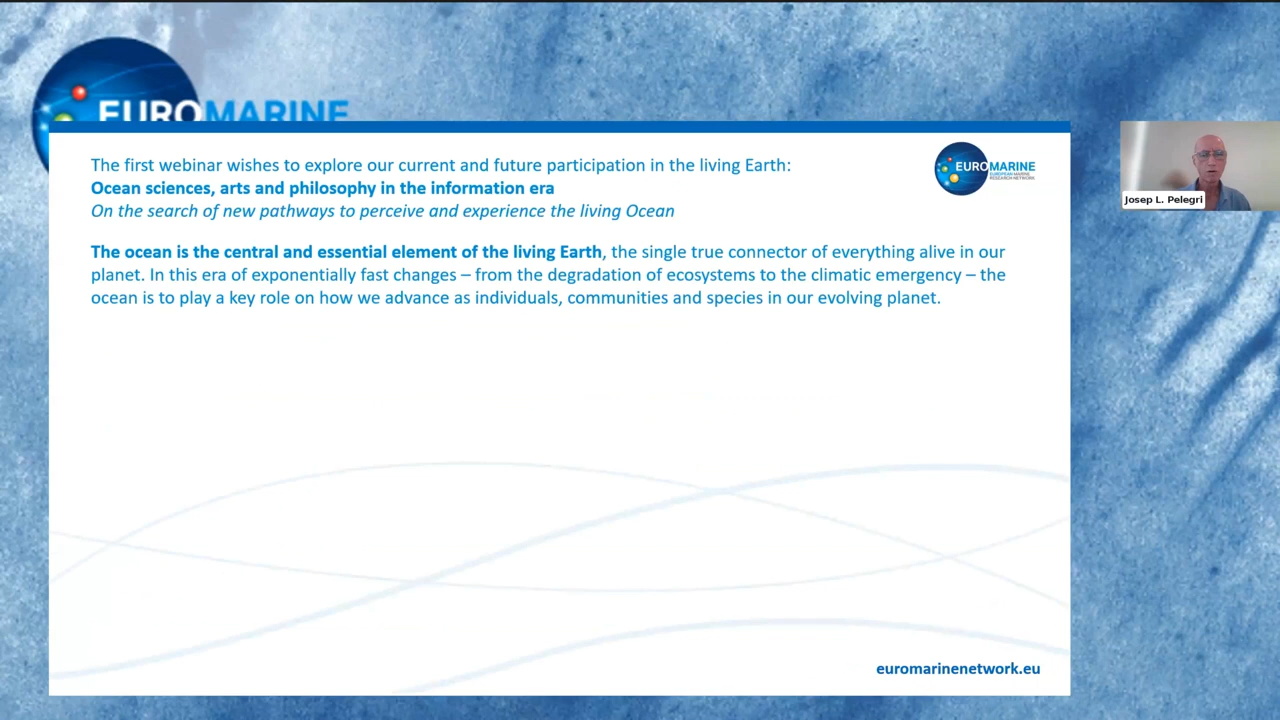 EUROMARINE
The first webinar wishes to explore our current and future participation in the living Earth:
Ocean sciences, arts and philosophy in the information era
On the search of new pathways to perceive and experience the living Ocean
EUROMARINE
EUROPEAN MARINE
RESEARCH NETWORK
Josep L. Pelegri
The ocean is the central and essential element of the living Earth, the single true connector of everything alive in our
planet. In this era of exponentially fast changes – from the degradation of ecosystems to the climatic emergency – the
ocean is to play a key role on how we advance as individuals, communities and species in our evolving planet.
euromarinenetwork.eu